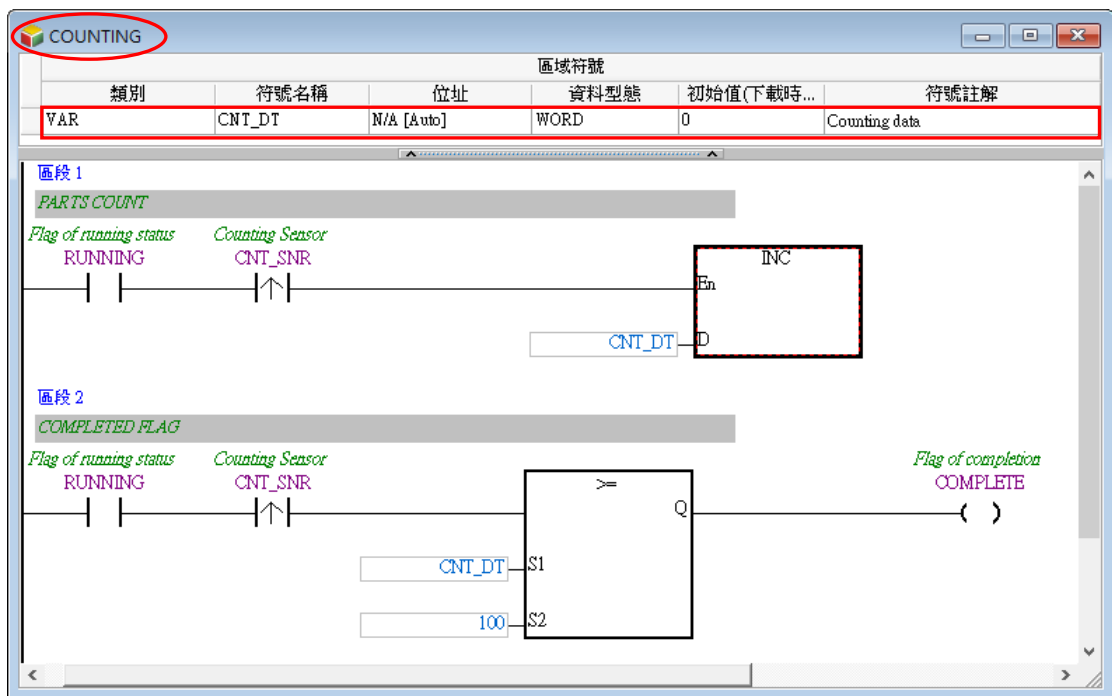 COUNTING
區域符號
類別 符號名稱 位址 資料型態 初始值(下載時... 符號註解
VAR CNT_DT N/A [Auto] WORD 0 Counting data
區段 1
PARTS COUNT
Flag of running status Counting Sensor
RUNNING CNT_SNR INC
En
CNT_DT D
區段 2
COMPLETED FLAG
Flag of running status Counting Sensor Flag of completion
RUNNING CNT_SNR >= COMPLETE
Q
CNT_DT S1
100 S2